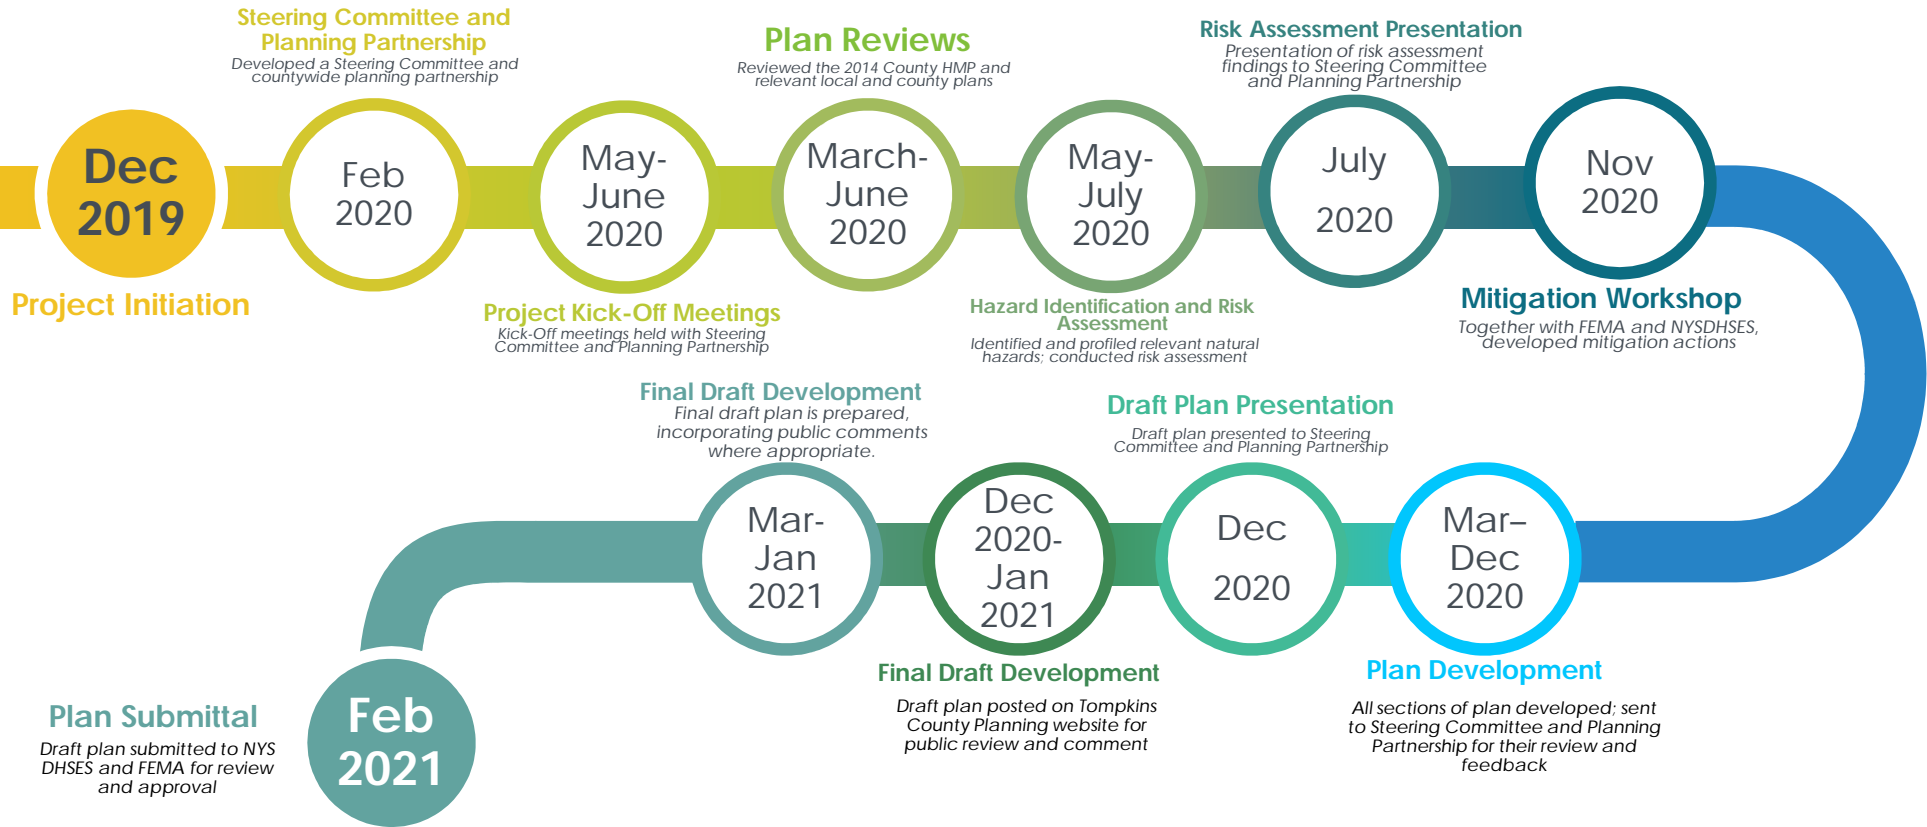 Dec
2019
Project Initiation
Steering Committee and
Planning Partnership
Developed a Steering Committee and
countywide planning partnership
Feb
2020
May-
June
2020
Project Kick-Off Meetings
Kick-Off meetings held with Steering
Committee and Planning Partnership
Plan Reviews
Reviewed the 2014 County HMP and
relevant local and county plans
March-
June
2020
May-
July
2020
Hazard Identification and Risk
Assessment
Identified and profiled relevant natural
hazards; conducted risk assessment
Risk Assessment Presentation
Presentation of risk assessment
findings to Steering Committee
and Planning Partnership
July
2020
Nov
2020
Mitigation Workshop
Together with FEMA and NYSDHSES,
developed mitigation actions
Mar–
Dec
2020
Plan Development
All sections of plan developed; sent
to Steering Committee and Planning
Partnership for their review and
feedback
Draft Plan Presentation
Draft plan presented to Steering
Committee and Planning Partnership
Dec
2020
Dec
2020-
Jan
2021
Final Draft Development
Draft plan posted on Tompkins
County Planning website for
public review and comment
Final Draft Development
Final draft plan is prepared,
incorporating public comments
where appropriate.
Mar-
Jan
2021
Feb
2021
Plan Submittal
Draft plan submitted to NYS
DHSES and FEMA for review
and approval